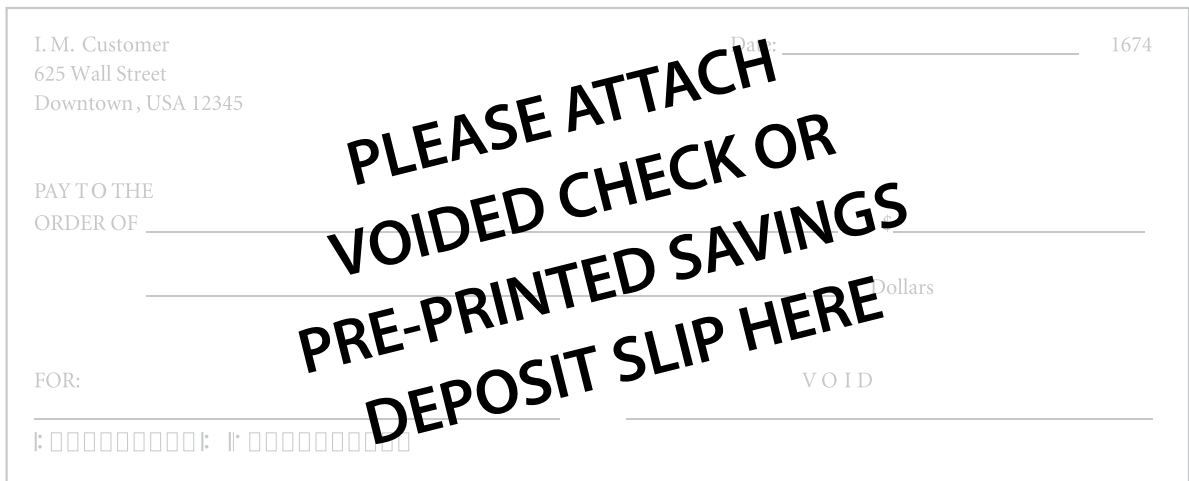 I. M. Customer
Date: 1674
625 Wall Street
Downtown, USA 12345
PLEASE ATTACH
VOIDED CHECK OR
PRE-PRINTED SAVINGS
DEPOSIT SLIP HERE
PAY TO THE
ORDER OF $
Dollars
FOR: VOID